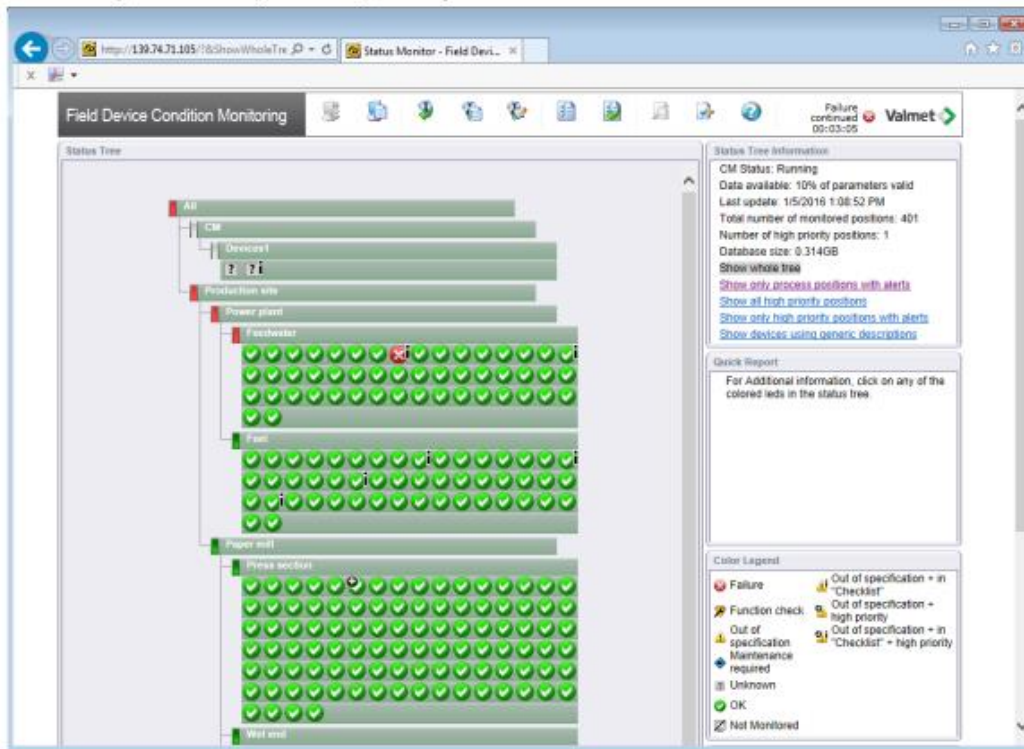 http://139.74.71.105/?&ShowWholeTre
Status Monitor - Field Devi...
Field Device Condition Monitoring
Failure
continued
00:03:05
Valmet
Status Tree
All
CM
Devices1
? ? i
Production site
Power plant
Feedwater
Fuel
Paper mill
Press section
Wet end
Status Tree Information
CM Status: Running
Data available: 10% of parameters valid
Last update: 1/5/2016 1:08:52 PM
Total number of monitored positions: 401
Number of high priority positions: 1
Database size: 0.314GB
Show whole tree
Show only process positions with alerts
Show all high priority positions
Show only high priority positions with alerts
Show devices using generic descriptions
Quick Report
For Additional information, click on any of the
colored leds in the status tree.
Color Legend
Failure
Function check
Out of
specification
Maintenance
required
Unknown
OK
Not Monitored
Out of specification + in
"Checklist"
Out of specification +
high priority
Out of specification + in
"Checklist" + high priority